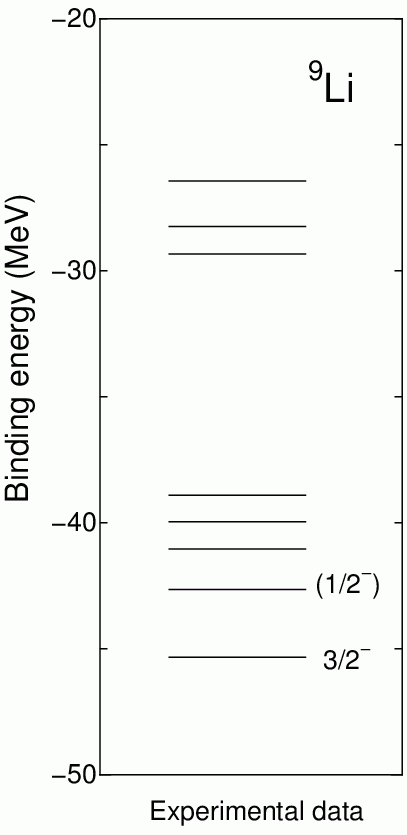 −20
⁹Li
−30
Binding energy (MeV)
−40
(1/2⁻)
3/2⁻
−50
Experimental data